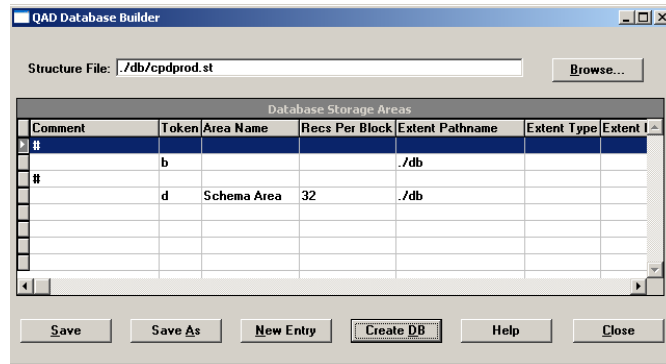 QAD Database Builder
Structure File: ./db/cpdprod.st Browse...
Database Storage Areas
Comment Token Area Name Recs Per Block Extent Pathname Extent Type Extent
#
b ./db
#
d Schema Area 32 ./db
Save Save As New Entry Create DB Help Close